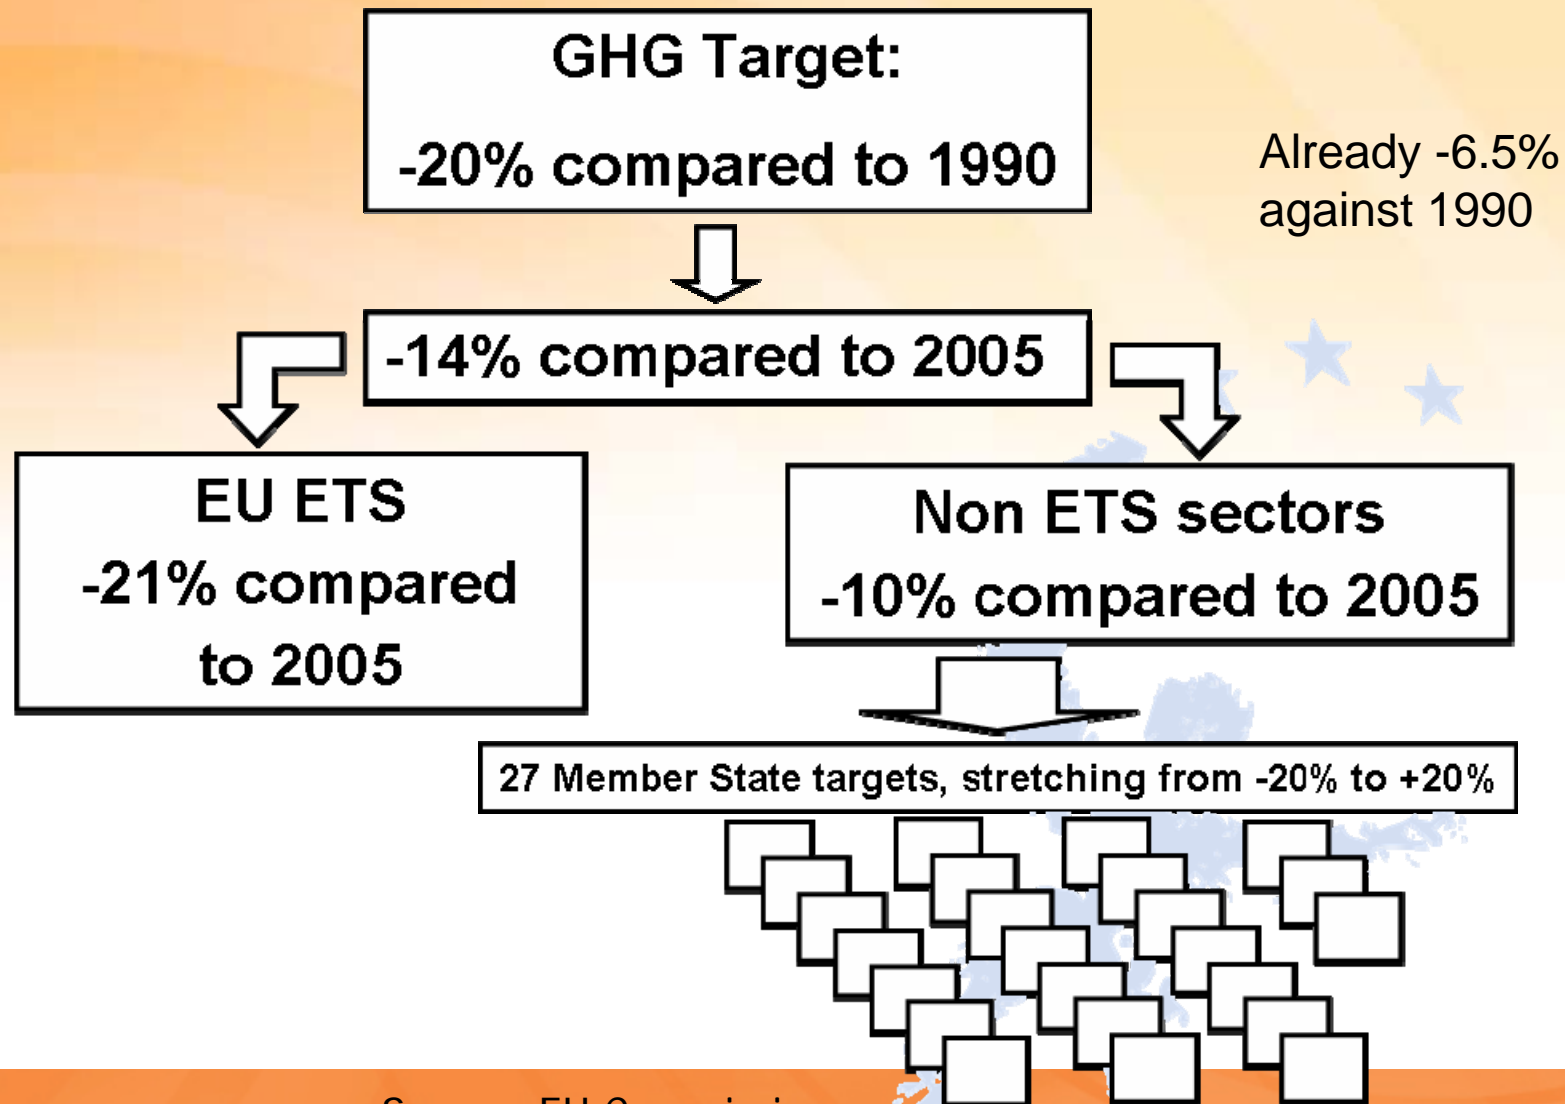 GHG Target:
-20% compared to 1990
Already -6.5%
against 1990
-14% compared to 2005
EU ETS
-21% compared
to 2005
Non ETS sectors
-10% compared to 2005
27 Member State targets, stretching from -20% to +20%